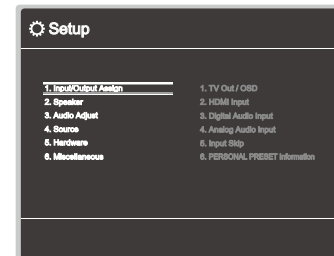 Setup
1. Input/Output Assign
2. Speaker
3. Audio Adjust
4. Source
5. Hardware
6. Miscellaneous
1. TV Out / OSD
2. HDMI Input
3. Digital Audio Input
4. Analog Audio Input
5. Input Skip
6. PERSONAL PRESET Information